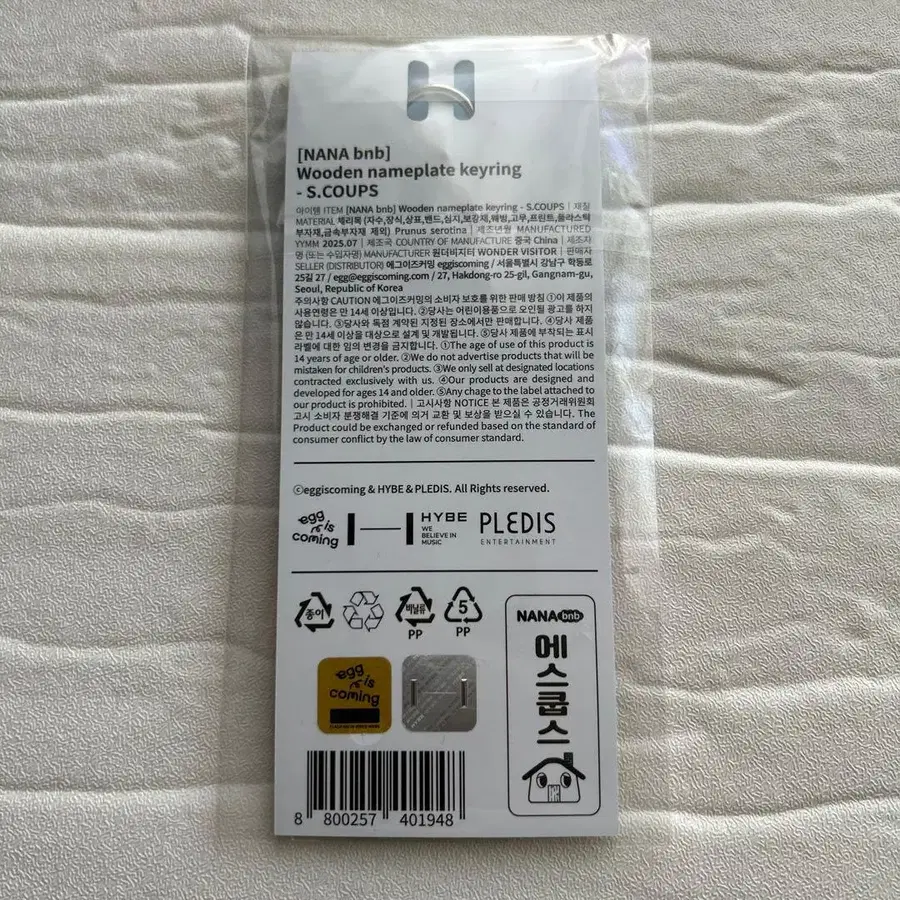 [NANA bnb]
Wooden nameplate keyring
- S.COUPS
아이템 ITEM [NANA bnb] Wooden nameplate keyring - S.COUPS | 재질
MATERIAL 체리목 (자수,장식,상표,밴드,심지,보강재,웨빙,고무,프린트,플라스틱
부자재,금속부자재 제외) Prunus serotina | 제조년월 MANUFACTURED
YYMM 2025.07 | 제조국 COUNTRY OF MANUFACTURE 중국 China | 제조자
명 (또는 수입자명) MANUFACTURER 원더비지터 WONDER VISITOR | 판매자
SELLER (DISTRIBUTOR) 에그이즈커밍 eggiscoming / 서울특별시 강남구 학동로
25길 27 / egg@eggiscoming.com / 27, Hakdong-ro 25-gil, Gangnam-gu,
Seoul, Republic of Korea
주의사항 CAUTION 에그이즈커밍의 소비자 보호를 위한 판매 방침 ①이 제품의
사용연령은 만 14세 이상입니다. ②당사는 어린이용품으로 오인될 광고를 하지
않습니다. ③당사와 독점 계약된 지정된 장소에서만 판매합니다. ④당사 제품
은 만 14세 이상을 대상으로 설계 및 개발됩니다. ⑤당사 제품에 부착되는 표시
라벨에 대한 임의 변경을 금지합니다. ①The age of use of this product is
14 years of age or older. ②We do not advertise products that will be
mistaken for children's products. ③We only sell at designated locations
contracted exclusively with us. ④Our products are designed and
developed for ages 14 and older. ⑤Any chage to the label attached to
our product is prohibited. | 고시사항 NOTICE 본 제품은 공정거래위원회
고시 소비자 분쟁해결 기준에 의거 교환 및 보상을 받으실 수 있습니다. The
Product could be exchanged or refunded based on the standard of
consumer conflict by the law of consumer standard.
ⓒeggiscoming & HYBE & PLEDIS. All Rights reserved.
egg is coming
HYBE
WE
BELIEVE IN
MUSIC
PLEDIS
ENTERTAINMENT
종이
비닐류
PP
5
PP
NANA bnb
에스쿱스
egg is coming
HYBE
8 800257 401948